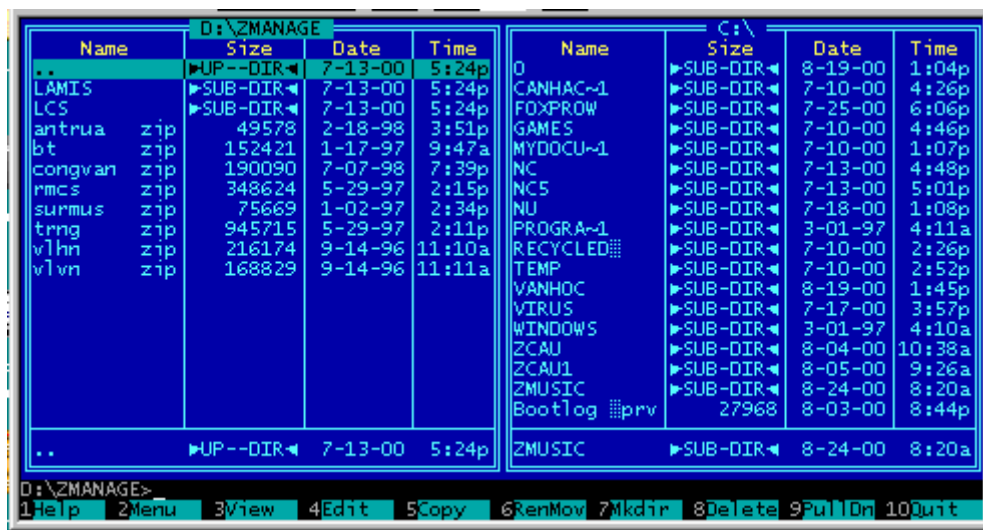 D:\ZMANAGE
Name Size Date Time
.. ►UP--DIR◄ 7-13-00 5:24p
LAMIS ►SUB-DIR◄ 7-13-00 5:24p
LCS ►SUB-DIR◄ 7-13-00 5:24p
antrua zip 49578 2-18-98 3:51p
bt zip 152421 1-17-97 9:47a
congvan zip 190090 7-07-98 7:39p
rmcs zip 348624 5-29-97 2:15p
surmus zip 75669 1-02-97 2:34p
trng zip 945715 5-29-97 2:11p
vlhn zip 216174 9-14-96 11:10a
vlvn zip 168829 9-14-96 11:11a
.. ►UP--DIR◄ 7-13-00 5:24p
C:\
Name Size Date Time
O ►SUB-DIR◄ 8-19-00 1:04p
CANHAC~1 ►SUB-DIR◄ 7-10-00 4:26p
FOXPROW ►SUB-DIR◄ 7-25-00 6:06p
GAMES ►SUB-DIR◄ 7-10-00 4:46p
MYDOCU~1 ►SUB-DIR◄ 7-10-00 1:07p
NC ►SUB-DIR◄ 7-13-00 4:48p
NC5 ►SUB-DIR◄ 7-13-00 5:01p
NU ►SUB-DIR◄ 7-18-00 1:08p
PROGRA~1 ►SUB-DIR◄ 3-01-97 4:11a
RECYCLED░ ►SUB-DIR◄ 7-10-00 2:26p
TEMP ►SUB-DIR◄ 7-10-00 2:52p
VANHOC ►SUB-DIR◄ 8-19-00 1:45p
VIRUS ►SUB-DIR◄ 7-17-00 3:57p
WINDOWS ►SUB-DIR◄ 3-01-97 4:10a
ZCAU ►SUB-DIR◄ 8-04-00 10:38a
ZCAU1 ►SUB-DIR◄ 8-05-00 9:26a
ZMUSIC ►SUB-DIR◄ 8-24-00 8:20a
Bootlog ░prv 27968 8-03-00 8:44p
ZMUSIC ►SUB-DIR◄ 8-24-00 8:20a
D:\ZMANAGE>_
1Help 2Menu 3View 4Edit 5Copy 6RenMov 7Mkdir 8Delete 9PullDn 10Quit